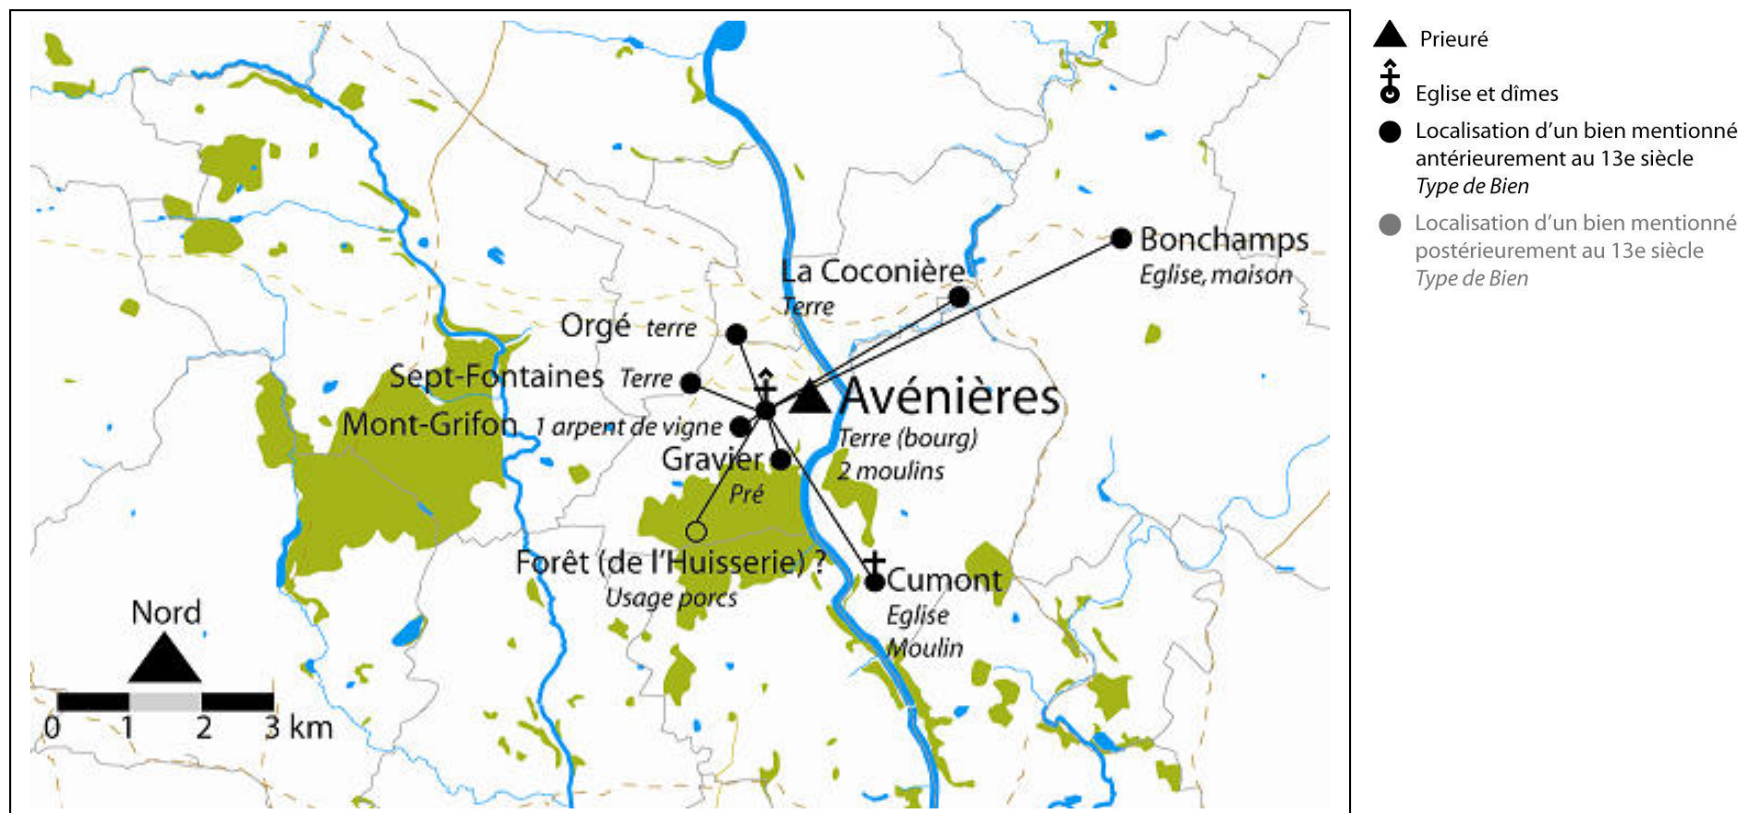 Bonchamps
Eglise, maison
La Coconière
Terre
Orgé terre
Sept-Fontaines Terre
Avénières
Mont-Grifon 1 arpent de vigne
Terre (bourg)
2 moulins
Gravier
Pré
Forêt (de l'Huisserie) ?
Usage porcs
Cumont
Eglise
Moulin
Nord
0 1 2 3 km
Prieuré
Eglise et dîmes
Localisation d'un bien mentionné
antérieurement au 13e siècle
Type de Bien
Localisation d'un bien mentionné
postérieurement au 13e siècle
Type de Bien